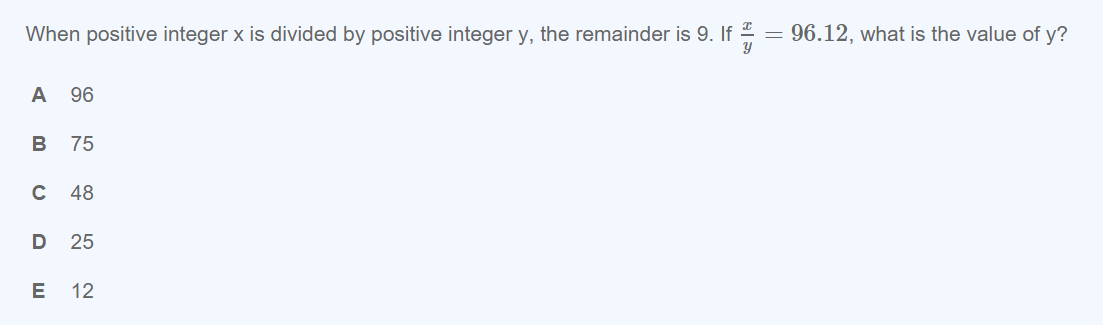 When positive integer x is divided by positive integer y, the remainder is 9. If $\frac{x}{y} = 96.12$, what is the value of y?
A 96
B 75
C 48
D 25
E 12